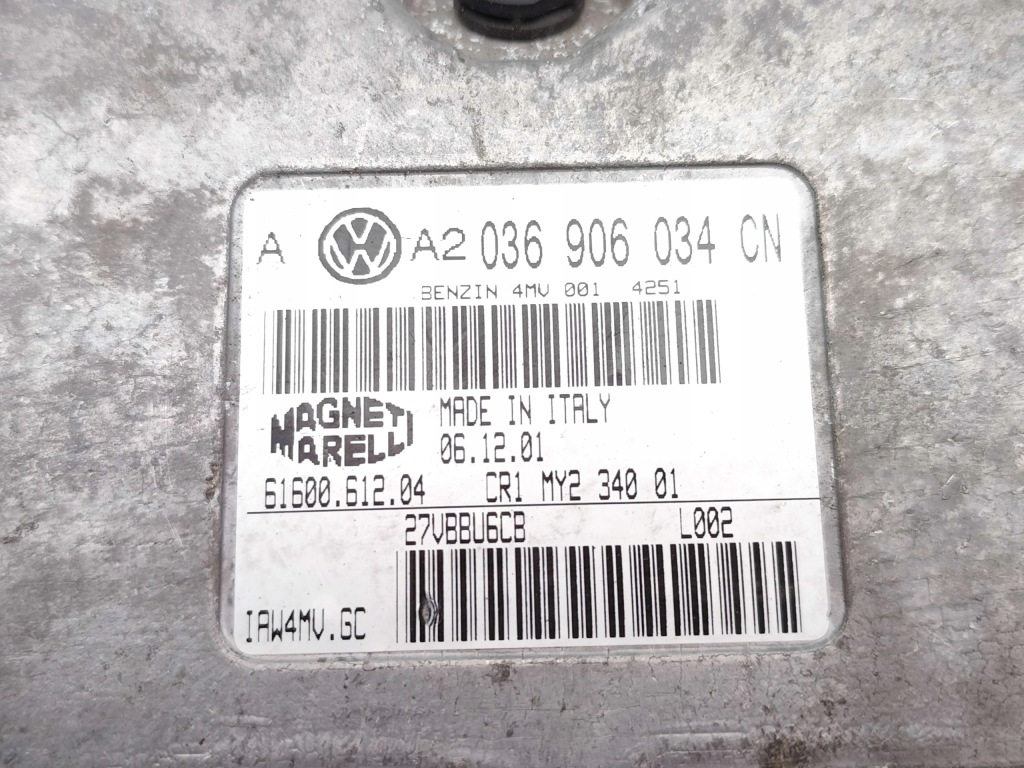 A VW A2 036 906 034 CN
BENZIN 4MV 001 4251
MAGNETI MARELLI
MADE IN ITALY
06.12.01
61600.612.04 CR1 MY2 340 01
27VBBU6CB L002
IAW4MV.GC